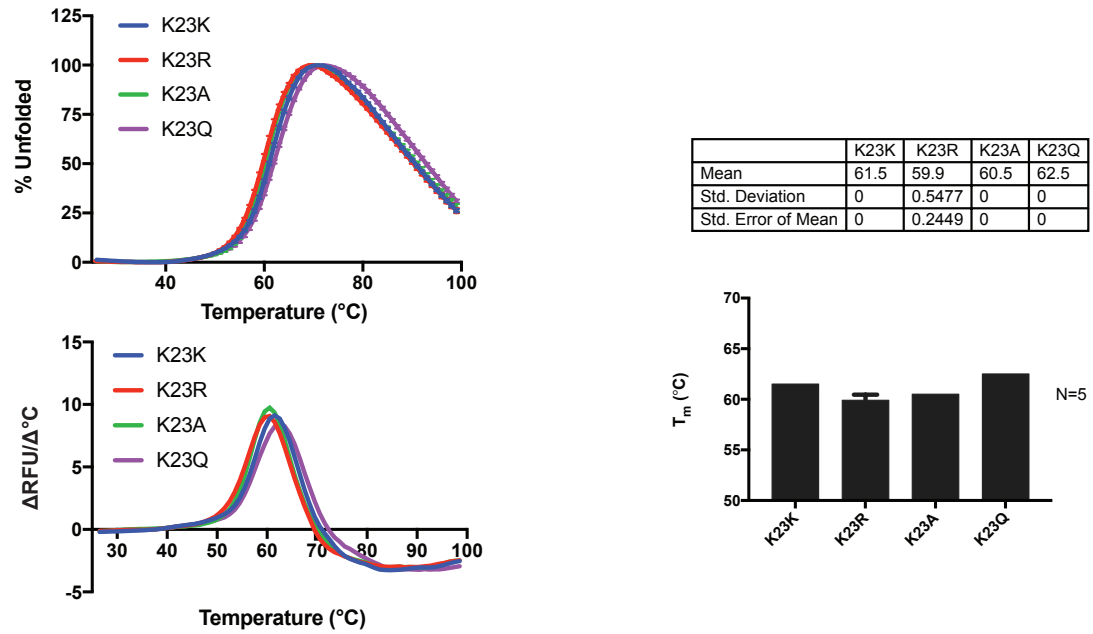 125
100
75
50
25
0
% Unfolded
K23K
K23R
K23A
K23Q
40 60 80 100
Temperature (°C)
15
10
5
0
-5
ΔRFU/Δ°C
K23K
K23R
K23A
K23Q
30 40 50 60 70 80 90 100
Temperature (°C)
K23K K23R K23A K23Q
Mean 61.5 59.9 60.5 62.5
Std. Deviation 0 0.5477 0 0
Std. Error of Mean 0 0.2449 0 0
70
65
60
55
50
Tm (°C)
N=5
K23K K23R K23A K23Q